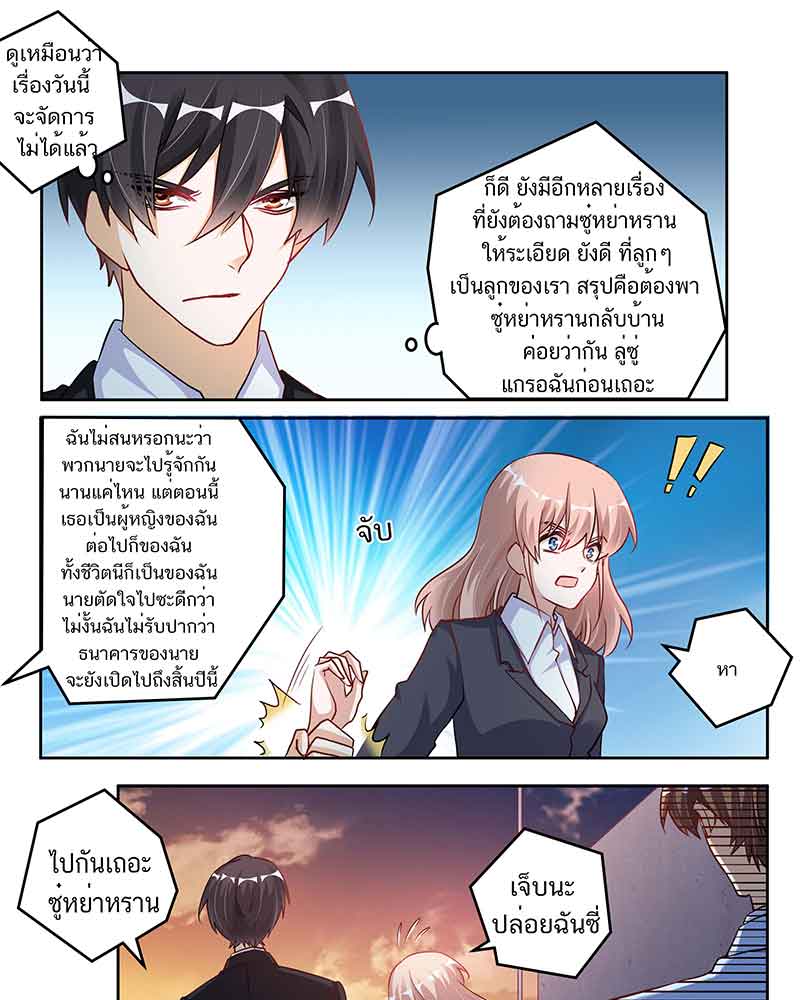 ดูเหมือนว่า
เรื่องวันนี้
จะจัดการ
ไม่ได้แล้ว
ก็ดี ยังมีอีกหลายเรื่อง
ที่ยังต้องถามซู๋หย่าหราน
ให้ระเอียด ยังดี ที่ลูกๆ
เป็นลูกของเรา สรุปคือต้องพา
ซู๋หย่าหรานกลับบ้าน
ค่อยว่ากัน ลู่ซู่
แกรอฉันก่อนเถอะ
ฉันไม่สนหรอกนะว่า
พวกนายจะไปรู้จักกัน
นานแค่ไหน แต่ตอนนี้
เธอเป็นผู้หญิงของฉัน
ต่อไปก็ของฉัน
ทั้งชีวิตนีก็เป็นของฉัน
นายตัดใจไปซะดีกว่า
ไม่งั้นฉันไม่รับปากว่า
ธนาคารของนาย
จะยังเปิดไปถึงสิ้นปีนี้
จับ
!!
หา
ไปกันเถอะ
ซู๋หย่าหราน
เจ็บนะ
ปล่อยฉันซี่